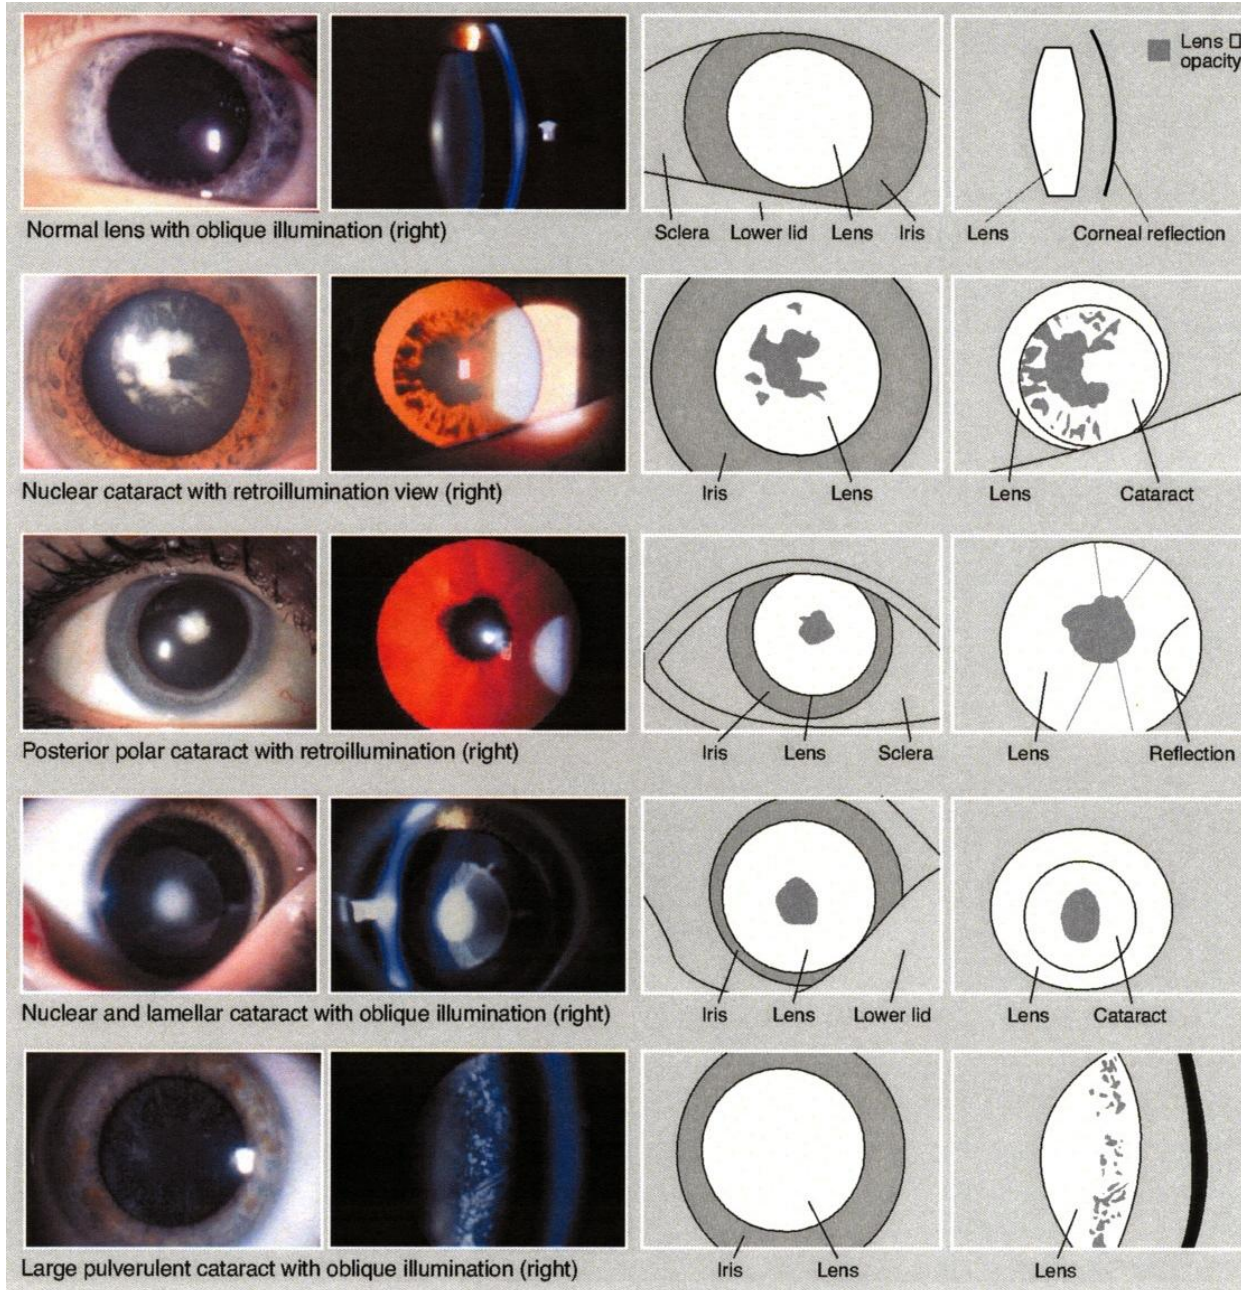 Lens
opacity
Sclera Lower lid Lens Iris Lens Corneal reflection
Normal lens with oblique illumination (right)
Iris Lens Lens Cataract
Nuclear cataract with retroillumination view (right)
Iris Lens Sclera Lens Reflection
Posterior polar cataract with retroillumination (right)
Iris Lens Lower lid Lens Cataract
Nuclear and lamellar cataract with oblique illumination (right)
Iris Lens Lens
Large pulverulent cataract with oblique illumination (right)